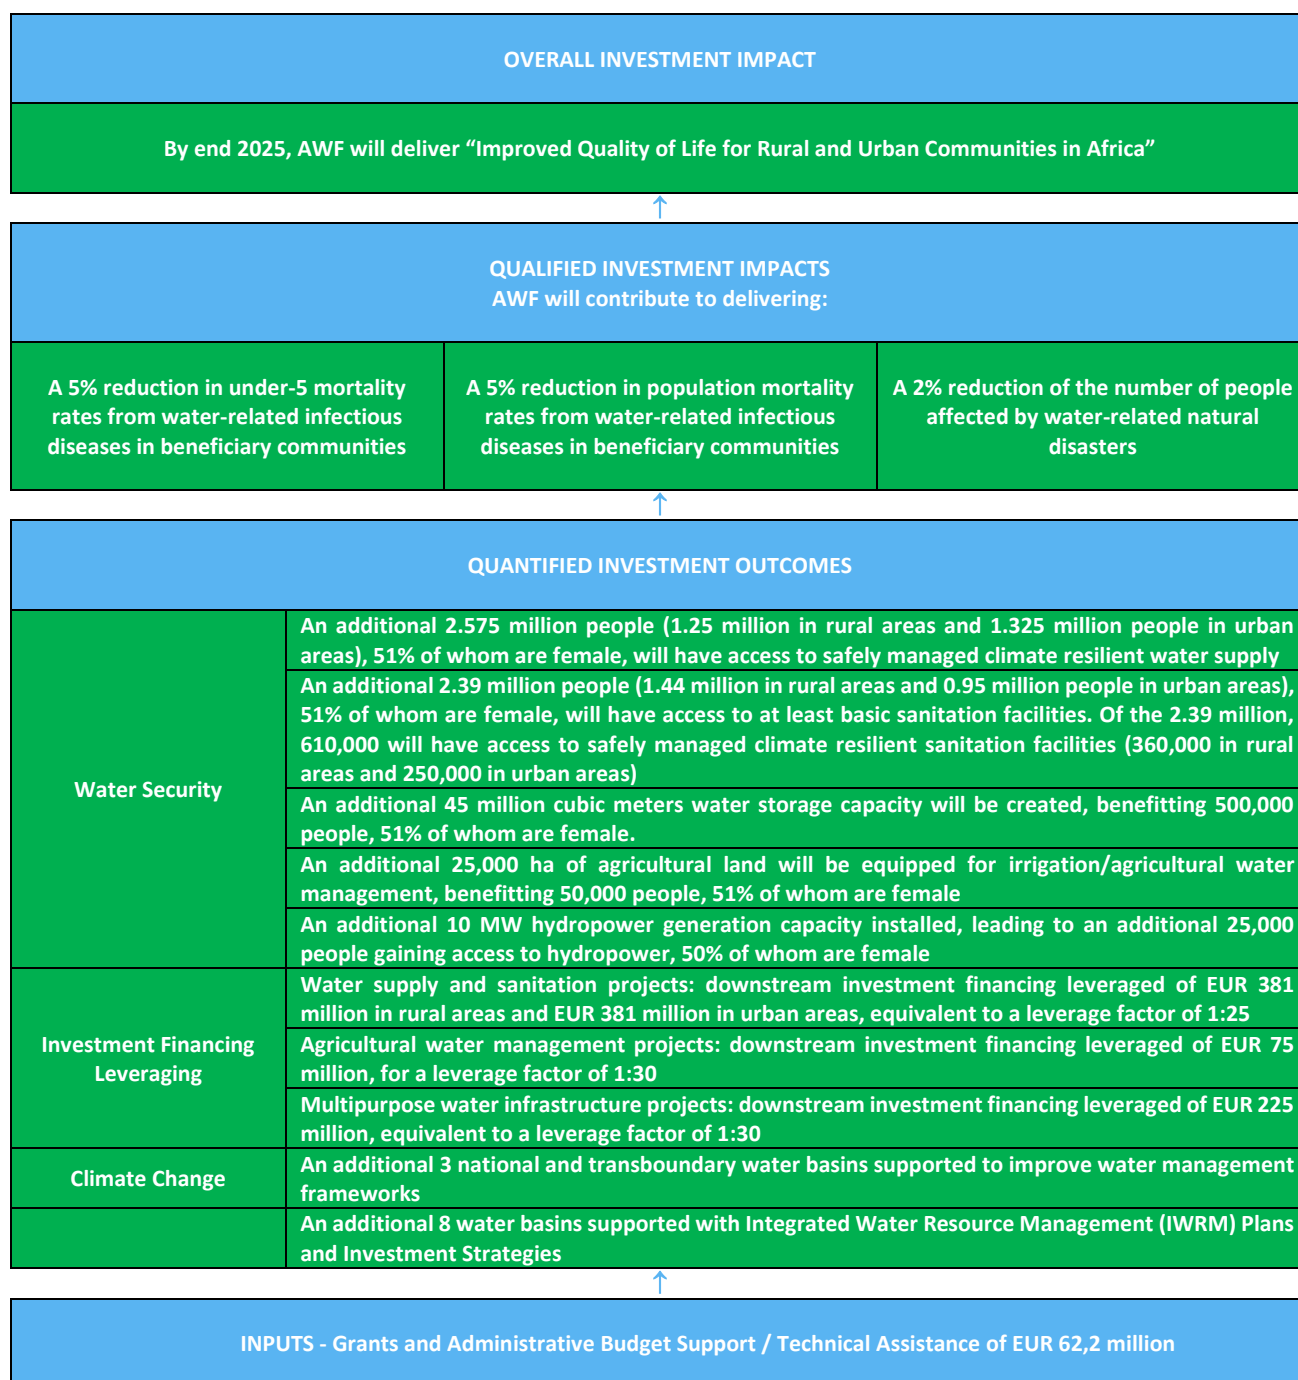 OVERALL INVESTMENT IMPACT
By end 2025, AWF will deliver “Improved Quality of Life for Rural and Urban Communities in Africa”
↑
QUALIFIED INVESTMENT IMPACTS
AWF will contribute to delivering:
A 5% reduction in under-5 mortality
rates from water-related infectious
diseases in beneficiary communities
A 5% reduction in population mortality
rates from water-related infectious
diseases in beneficiary communities
A 2% reduction of the number of people
affected by water-related natural
disasters
↑
QUANTIFIED INVESTMENT OUTCOMES
Water Security
An additional 2.575 million people (1.25 million in rural areas and 1.325 million people in urban
areas), 51% of whom are female, will have access to safely managed climate resilient water supply
An additional 2.39 million people (1.44 million in rural areas and 0.95 million people in urban areas),
51% of whom are female, will have access to at least basic sanitation facilities. Of the 2.39 million,
610,000 will have access to safely managed climate resilient sanitation facilities (360,000 in rural
areas and 250,000 in urban areas)
An additional 45 million cubic meters water storage capacity will be created, benefitting 500,000
people, 51% of whom are female.
An additional 25,000 ha of agricultural land will be equipped for irrigation/agricultural water
management, benefitting 50,000 people, 51% of whom are female
An additional 10 MW hydropower generation capacity installed, leading to an additional 25,000
people gaining access to hydropower, 50% of whom are female
Investment Financing
Leveraging
Water supply and sanitation projects: downstream investment financing leveraged of EUR 381
million in rural areas and EUR 381 million in urban areas, equivalent to a leverage factor of 1:25
Agricultural water management projects: downstream investment financing leveraged of EUR 75
million, for a leverage factor of 1:30
Multipurpose water infrastructure projects: downstream investment financing leveraged of EUR 225
million, equivalent to a leverage factor of 1:30
Climate Change
An additional 3 national and transboundary water basins supported to improve water management
frameworks
An additional 8 water basins supported with Integrated Water Resource Management (IWRM) Plans
and Investment Strategies
↑
INPUTS - Grants and Administrative Budget Support / Technical Assistance of EUR 62,2 million